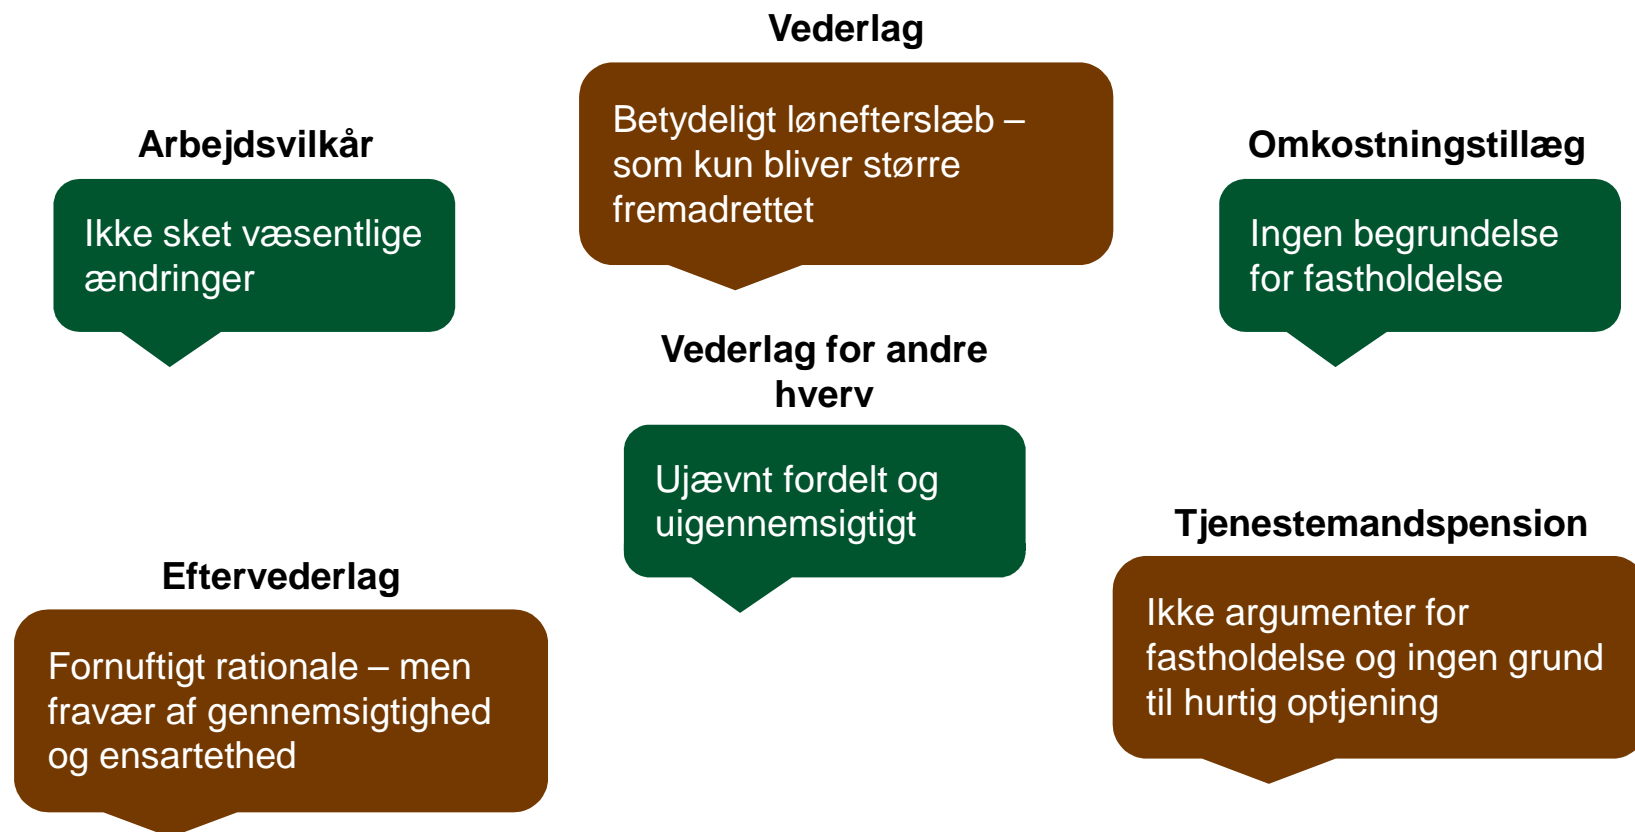 Vederlag
Betydeligt lønefterslæb –
som kun bliver større
fremadrettet
Arbejdsvilkår
Ikke sket væsentlige
ændringer
Omkostningstillæg
Ingen begrundelse
for fastholdelse
Vederlag for andre
hverv
Ujævnt fordelt og
uigennemsigtigt
Eftervederlag
Fornuftigt rationale – men
fravær af gennemsigtighed
og ensartethed
Tjenestemandspension
Ikke argumenter for
fastholdelse og ingen grund
til hurtig optjening